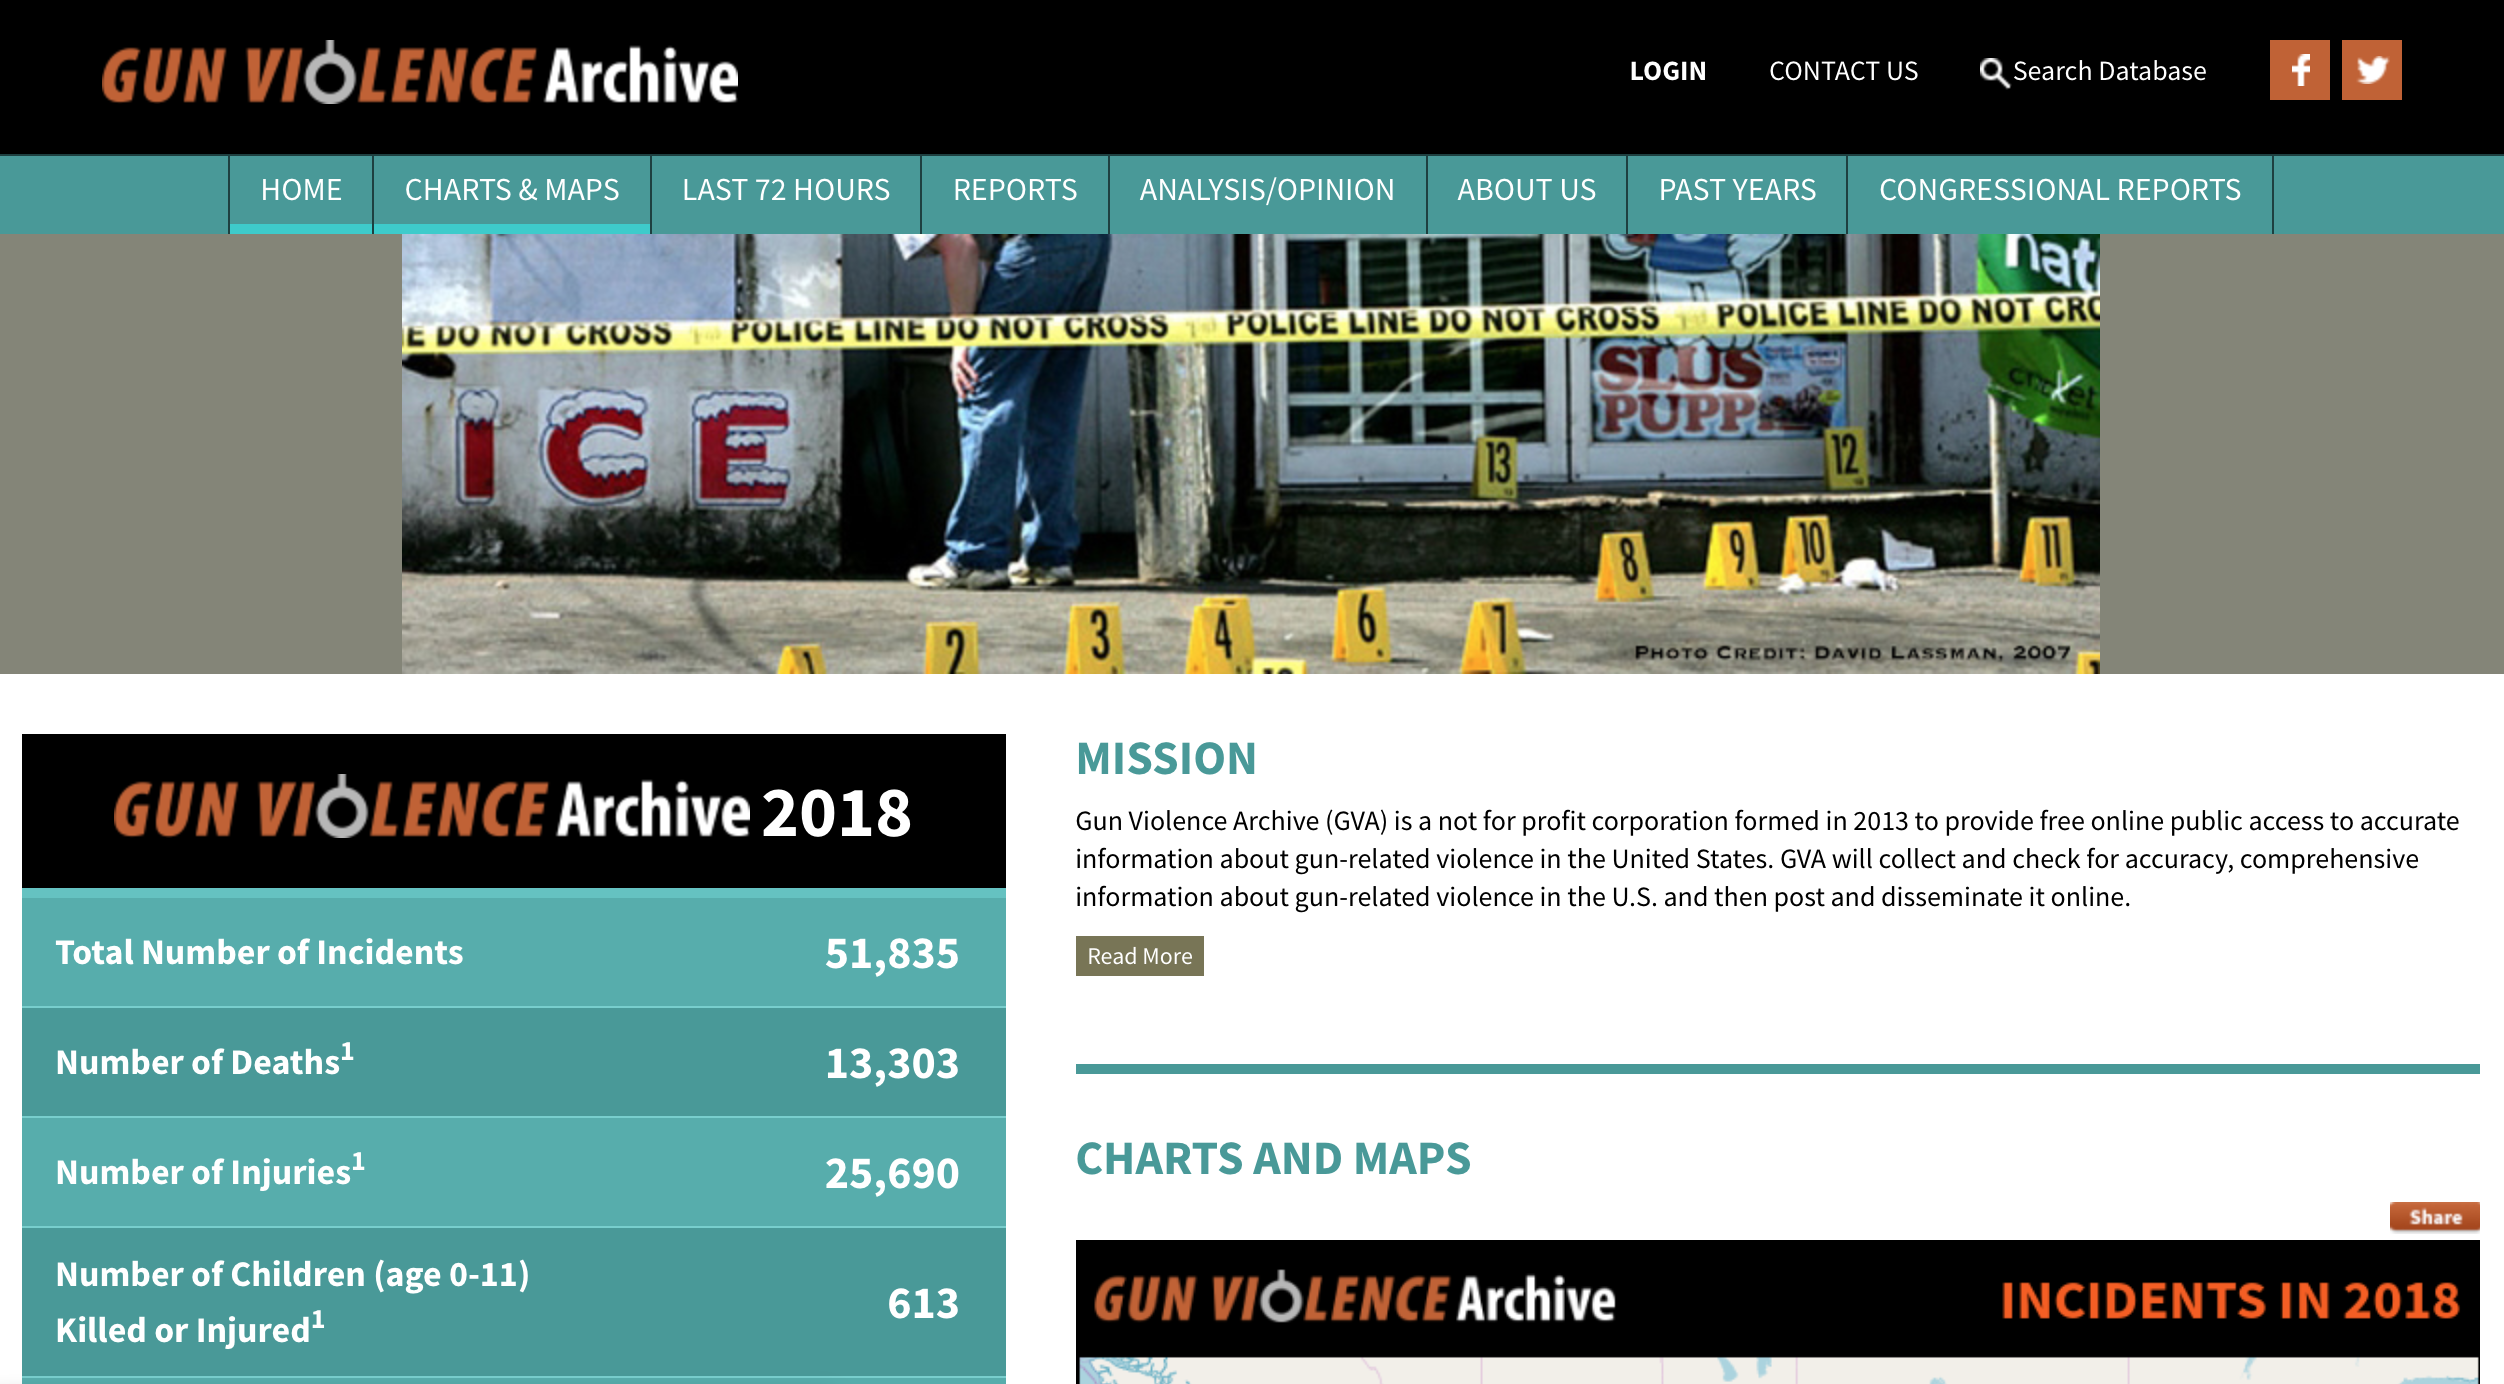 GUN VIOLENCE Archive
LOGIN
CONTACT US
Search Database
HOME
CHARTS & MAPS
LAST 72 HOURS
REPORTS
ANALYSIS/OPINION
ABOUT US
PAST YEARS
CONGRESSIONAL REPORTS
nat
E DO NOT CROSS POLICE LINE DO NOT CROSS POLICE LINE DO NOT CROSS POLICE LINE DO NOT CRO
SLUS
PUPP
cricket
ICE
13
12
8
9
10
11
1
2
3
4
6
7
PHOTO CREDIT: DAVID LASSMAN, 2007
GUN VIOLENCE Archive 2018
Total Number of Incidents 51,835
Number of Deaths1 13,303
Number of Injuries1 25,690
Number of Children (age 0-11)
Killed or Injured1 613
MISSION
Gun Violence Archive (GVA) is a not for profit corporation formed in 2013 to provide free online public access to accurate
information about gun-related violence in the United States. GVA will collect and check for accuracy, comprehensive
information about gun-related violence in the U.S. and then post and disseminate it online.
Read More
CHARTS AND MAPS
Share
GUN VIOLENCE Archive
INCIDENTS IN 2018